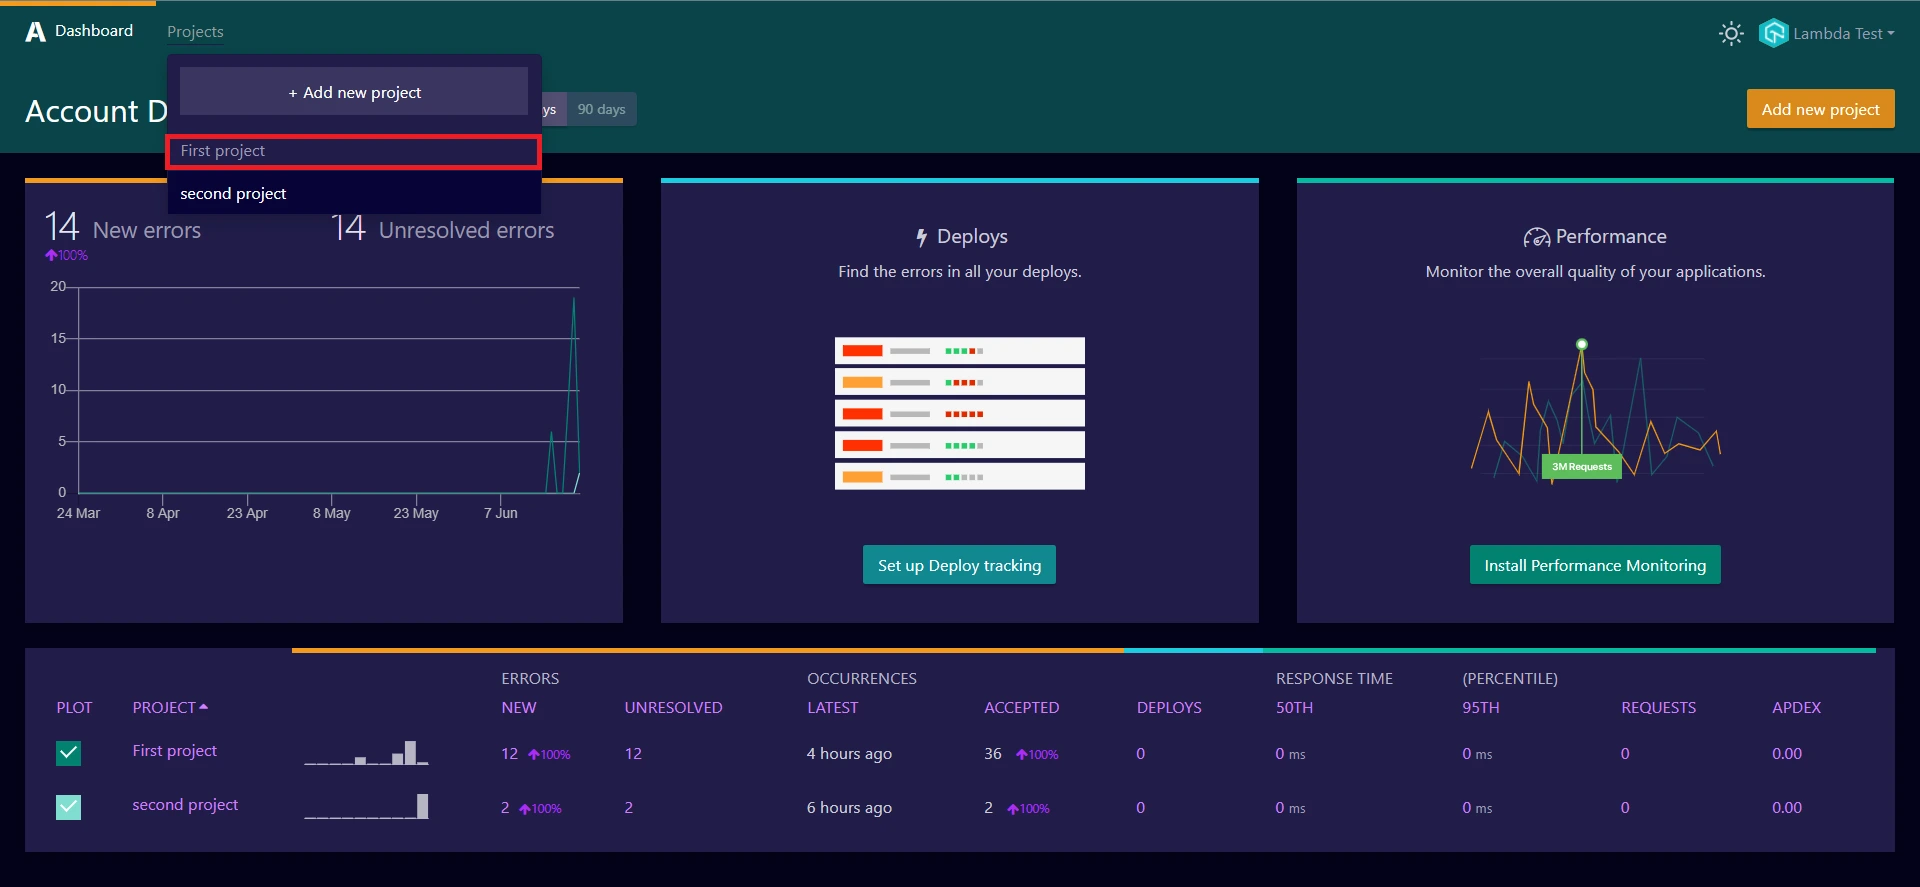 Dashboard Projects Lambda Test
+ Add new project
Account D ys 90 days Add new project
First project
second project
14 New errors 14 Unresolved errors
100%
Deploys
Find the errors in all your deploys.
Performance
Monitor the overall quality of your applications.
20
15
10
5
0
24 Mar 8 Apr 23 Apr 8 May 23 May 7 Jun
3M Requests
Set up Deploy tracking
Install Performance Monitoring
ERRORS OCCURRENCES RESPONSE TIME (PERCENTILE)
PLOT PROJECT NEW UNRESOLVED LATEST ACCEPTED DEPLOYS 50TH 95TH REQUESTS APDEX
First project 12 100% 12 4 hours ago 36 100% 0 0 ms 0 ms 0 0.00
second project 2 100% 2 6 hours ago 2 100% 0 0 ms 0 ms 0 0.00